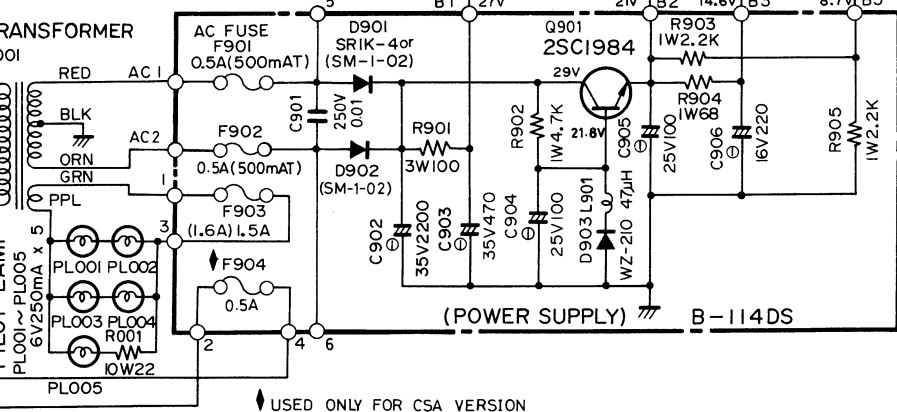 5 B1 27V 21V B2 14.6V B3 8.7V B5
RANSFORMER
001
AC FUSE
F901
0.5A(500mAT)
D901
SR1K-4or
(SM-1-02)
Q901
2SC1984
R903
1W2.2K
RED AC 1
29V
C901
250V
0.01
R902
1W4.7K
21.8V
R904
1W68
BLK
AC2
F902
0.5A(500mAT)
D902
(SM-1-02)
R901
3W100
C905
25V100
C906
16V220
R905
1W2.2K
ORN
GRN
PPL
1
F903
(1.6A)1.5A
3
C902
35V2200
C903
35V470
C904
25V100
D903 L901
WZ-210 47μH
PL001 PL002
F904
0.5A
PL003 PL004
PL001~PL005
6V250mA x 5
R001
10W22
PL005
2 4 6
(POWER SUPPLY) B-114DS
USED ONLY FOR CSA VERSION